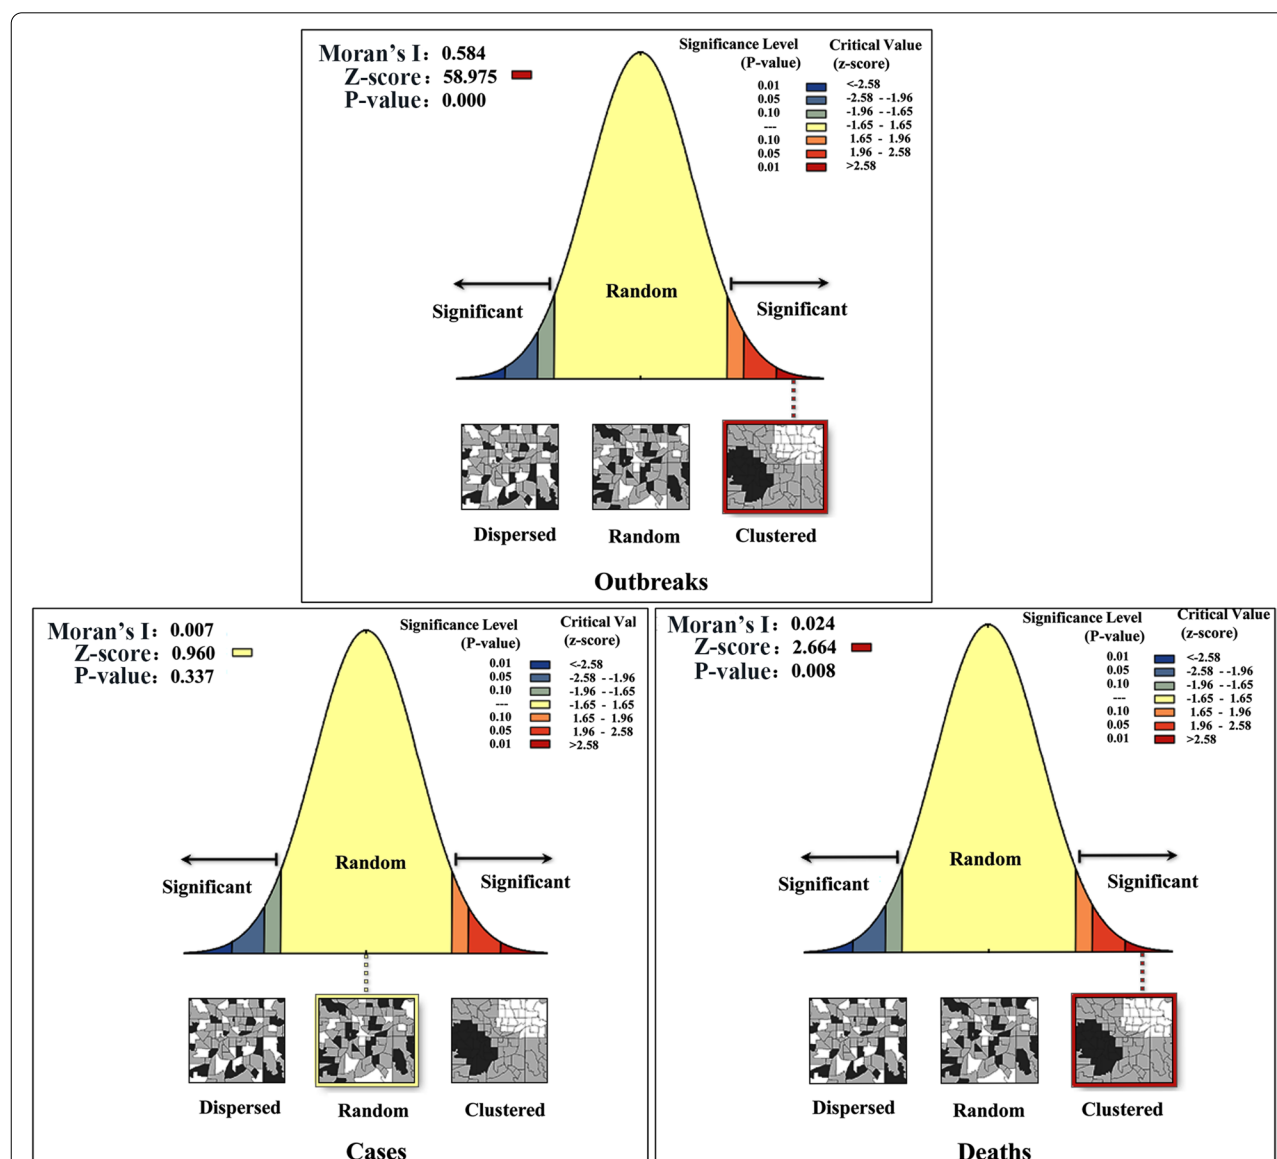 Moran's I: 0.584
Z-score: 58.975
P-value: 0.000
Significance Level Critical Value
(P-value) (z-score)
0.01 <-2.58
0.05 -2.58 - -1.96
0.10 -1.96 - -1.65
--- -1.65 - 1.65
0.10 1.65 - 1.96
0.05 1.96 - 2.58
0.01 >2.58
Significant Random Significant
Dispersed Random Clustered
Outbreaks
Moran's I: 0.007
Z-score: 0.960
P-value: 0.337
Significance Level Critical Val
(P-value) (z-score)
0.01 <-2.58
0.05 -2.58 - -1.96
0.10 -1.96 - -1.65
--- -1.65 - 1.65
0.10 1.65 - 1.96
0.05 1.96 - 2.58
0.01 >2.58
Significant Random Significant
Dispersed Random Clustered
Cases
Moran's I: 0.024
Z-score: 2.664
P-value: 0.008
Significance Level Critical Value
(P-value) (z-score)
0.01 <-2.58
0.05 -2.58 - -1.96
0.10 -1.96 - -1.65
--- -1.65 - 1.65
0.10 1.65 - 1.96
0.05 1.96 - 2.58
0.01 >2.58
Significant Random Significant
Dispersed Random Clustered
Deaths